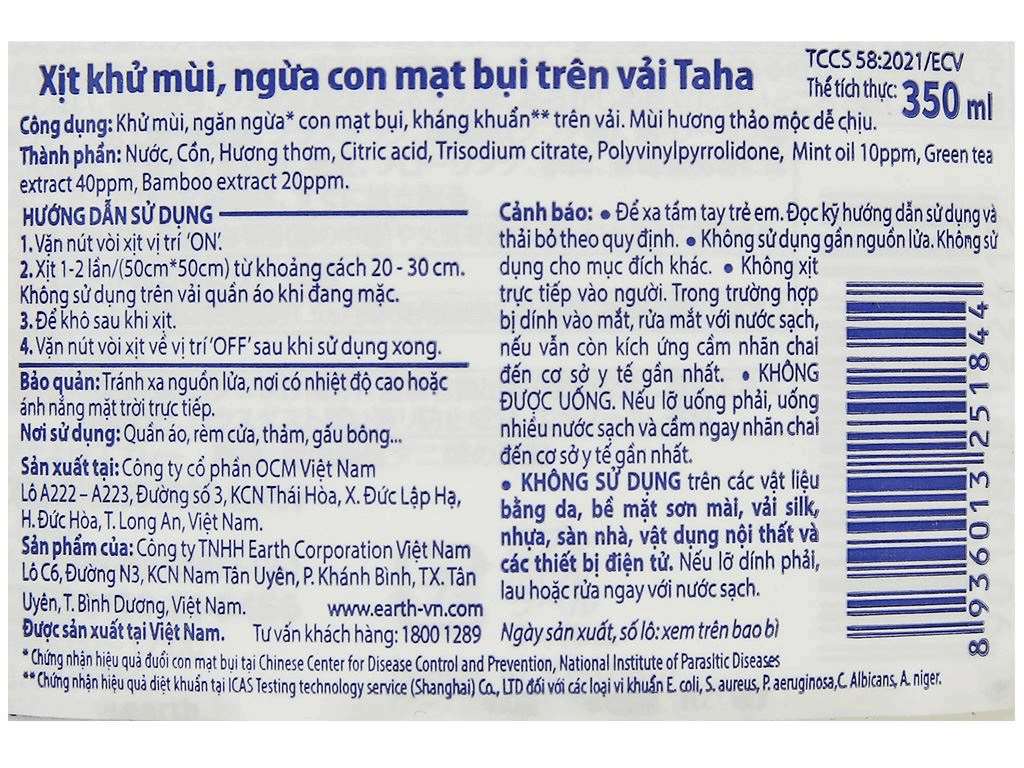 Xịt khử mùi, ngừa con mạt bụi trên vải Taha
TCCS 58:2021/ECV
Thể tích thực: 350 ml
Công dụng: Khử mùi, ngăn ngừa* con mạt bụi, kháng khuẩn** trên vải. Mùi hương thảo mộc dễ chịu.
Thành phần: Nước, Cồn, Hương thơm, Citric acid, Trisodium citrate, Polyvinylpyrrolidone, Mint oil 10ppm, Green tea
extract 40ppm, Bamboo extract 20ppm.
HƯỚNG DẪN SỬ DỤNG
1. Vặn nút vòi xịt vị trí 'ON'.
2. Xịt 1-2 lần/(50cm*50cm) từ khoảng cách 20 - 30 cm.
Không sử dụng trên vải quần áo khi đang mặc.
3. Để khô sau khi xịt.
4. Vặn nút vòi xịt về vị trí 'OFF' sau khi sử dụng xong.
Bảo quản: Tránh xa nguồn lửa, nơi có nhiệt độ cao hoặc
ánh nắng mặt trời trực tiếp.
Nơi sử dụng: Quần áo, rèm cửa, thảm, gấu bông...
Sản xuất tại: Công ty cổ phần OCM Việt Nam
Lô A222 – A223, Đường số 3, KCN Thái Hòa, X. Đức Lập Hạ,
H. Đức Hòa, T. Long An, Việt Nam.
Sản phẩm của: Công ty TNHH Earth Corporation Việt Nam
Lô C6, Đường N3, KCN Nam Tân Uyên, P. Khánh Bình, TX. Tân
Uyên, T. Bình Dương, Việt Nam. www.earth-vn.com
Được sản xuất tại Việt Nam. Tư vấn khách hàng: 1800 1289
Cảnh báo: • Để xa tầm tay trẻ em. Đọc kỹ hướng dẫn sử dụng và
thải bỏ theo quy định. • Không sử dụng gần nguồn lửa. Không sử
dụng cho mục đích khác. • Không xịt
trực tiếp vào người. Trong trường hợp
bị dính vào mắt, rửa mắt với nước sạch,
nếu vẫn còn kích ứng cầm nhãn chai
đến cơ sở y tế gần nhất. • KHÔNG
ĐƯỢC UỐNG. Nếu lỡ uống phải, uống
nhiều nước sạch và cầm ngay nhãn chai
đến cơ sở y tế gần nhất.
• KHÔNG SỬ DỤNG trên các vật liệu
bằng da, bề mặt sơn mài, vải silk,
nhựa, sàn nhà, vật dụng nội thất và
các thiết bị điện tử. Nếu lỡ dính phải,
lau hoặc rửa ngay với nước sạch.
Ngày sản xuất, số lô: xem trên bao bì
8936013251844
* Chứng nhận hiệu quả đuổi con mạt bụi tại Chinese Center for Disease Control and Prevention, National Institute of Parasitic Diseases
** Chứng nhận hiệu quả diệt khuẩn tại ICAS Testing technology service (Shanghai) Co., LTD đối với các loại vi khuẩn E. coli, S. aureus, P. aeruginosa, C. Albicans, A. niger.